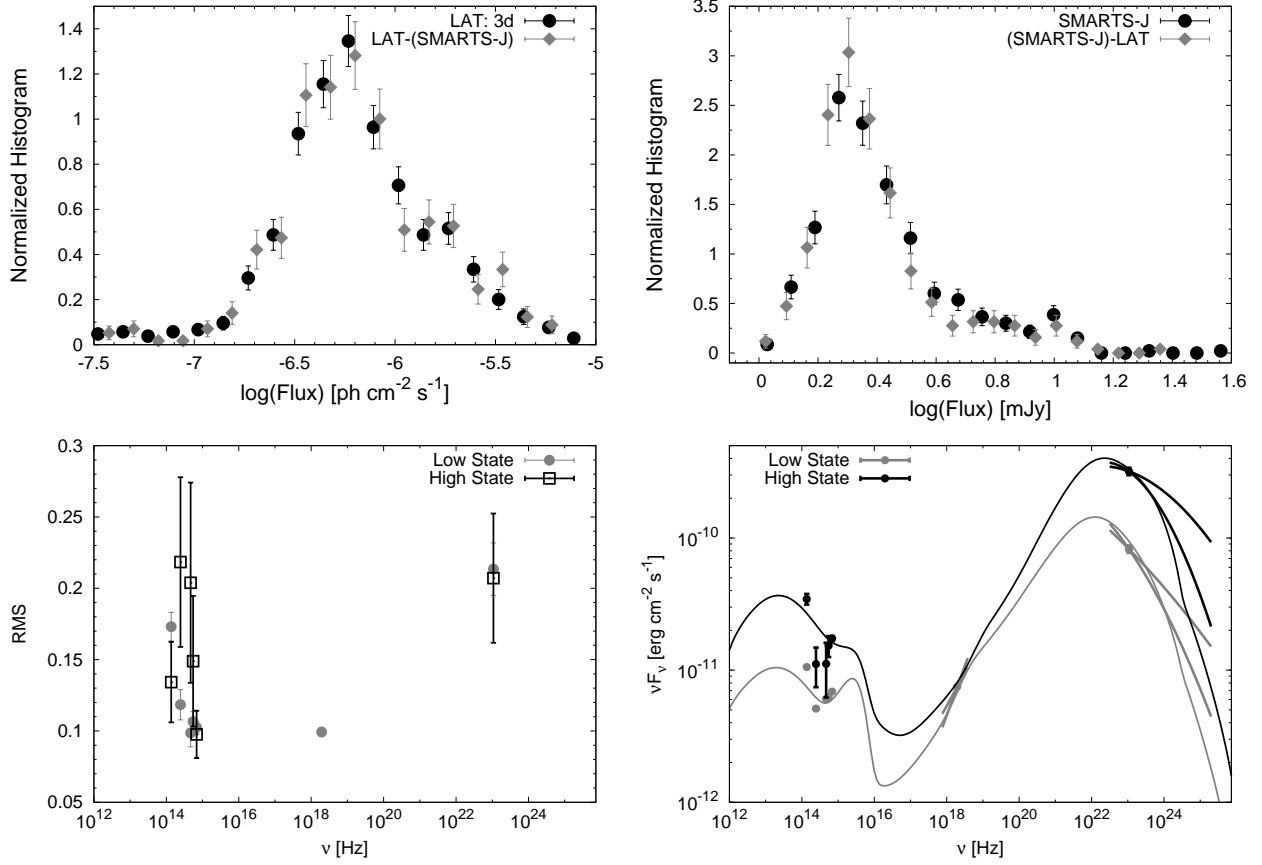 LAT: 3d
LAT-(SMARTS-J)
Normalized Histogram
1.4
1.2
1
0.8
0.6
0.4
0.2
0
-7.5 -7 -6.5 -6 -5.5 -5
log(Flux) [ph cm⁻² s⁻¹]
SMARTS-J
(SMARTS-J)-LAT
Normalized Histogram
3.5
3
2.5
2
1.5
1
0.5
0
0 0.2 0.4 0.6 0.8 1 1.2 1.4 1.6
log(Flux) [mJy]
Low State
High State
RMS
0.3
0.25
0.2
0.15
0.1
0.05
10¹² 10¹⁴ 10¹⁶ 10¹⁸ 10²⁰ 10²² 10²⁴
ν [Hz]
Low State
High State
νFᵥ [erg cm⁻² s⁻¹]
10⁻¹⁰
10⁻¹¹
10⁻¹²
10¹² 10¹⁴ 10¹⁶ 10¹⁸ 10²⁰ 10²² 10²⁴
ν [Hz]